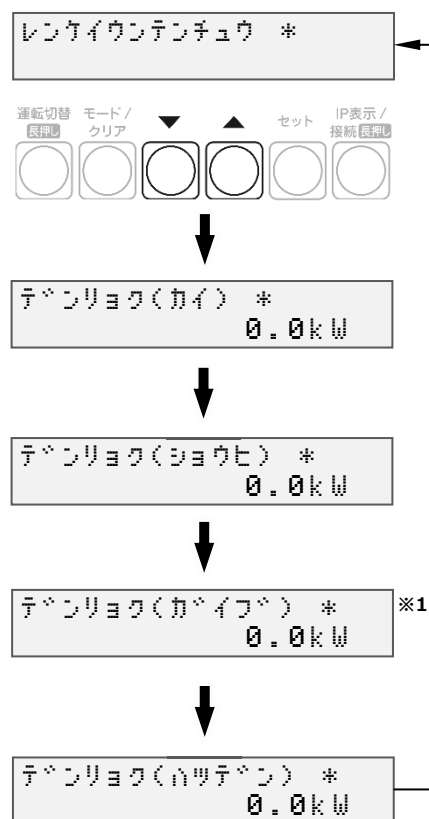 レンケイウンテンチュウ *
運転切替 モード/ ▼ ▲ セット IP表示/
長押し クリア 接続 長押し
デンリョク(カイ) *
0.0kW
デンリョク(ショウヒ) *
0.0kW
デンリョク(ガイブ) * ※1
0.0kW
デンリョク(ハツデン) *
0.0kW